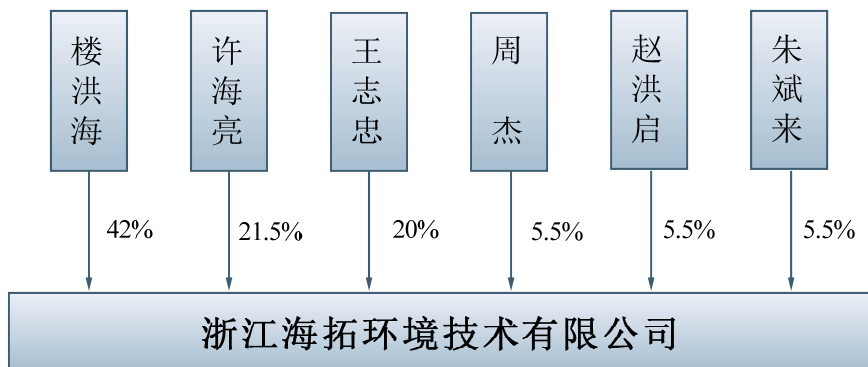 楼洪海
许海亮
王志忠
周杰
赵洪启
朱斌来
42%
21.5%
20%
5.5%
5.5%
5.5%
浙江海拓环境技术有限公司